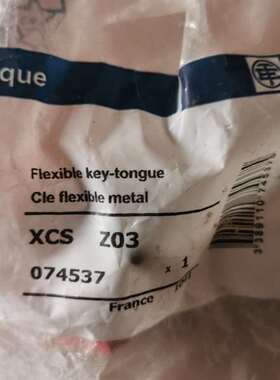 que
Flexible key-tongue
Cle flexible metal
XCS Z03
074537
x 1
France